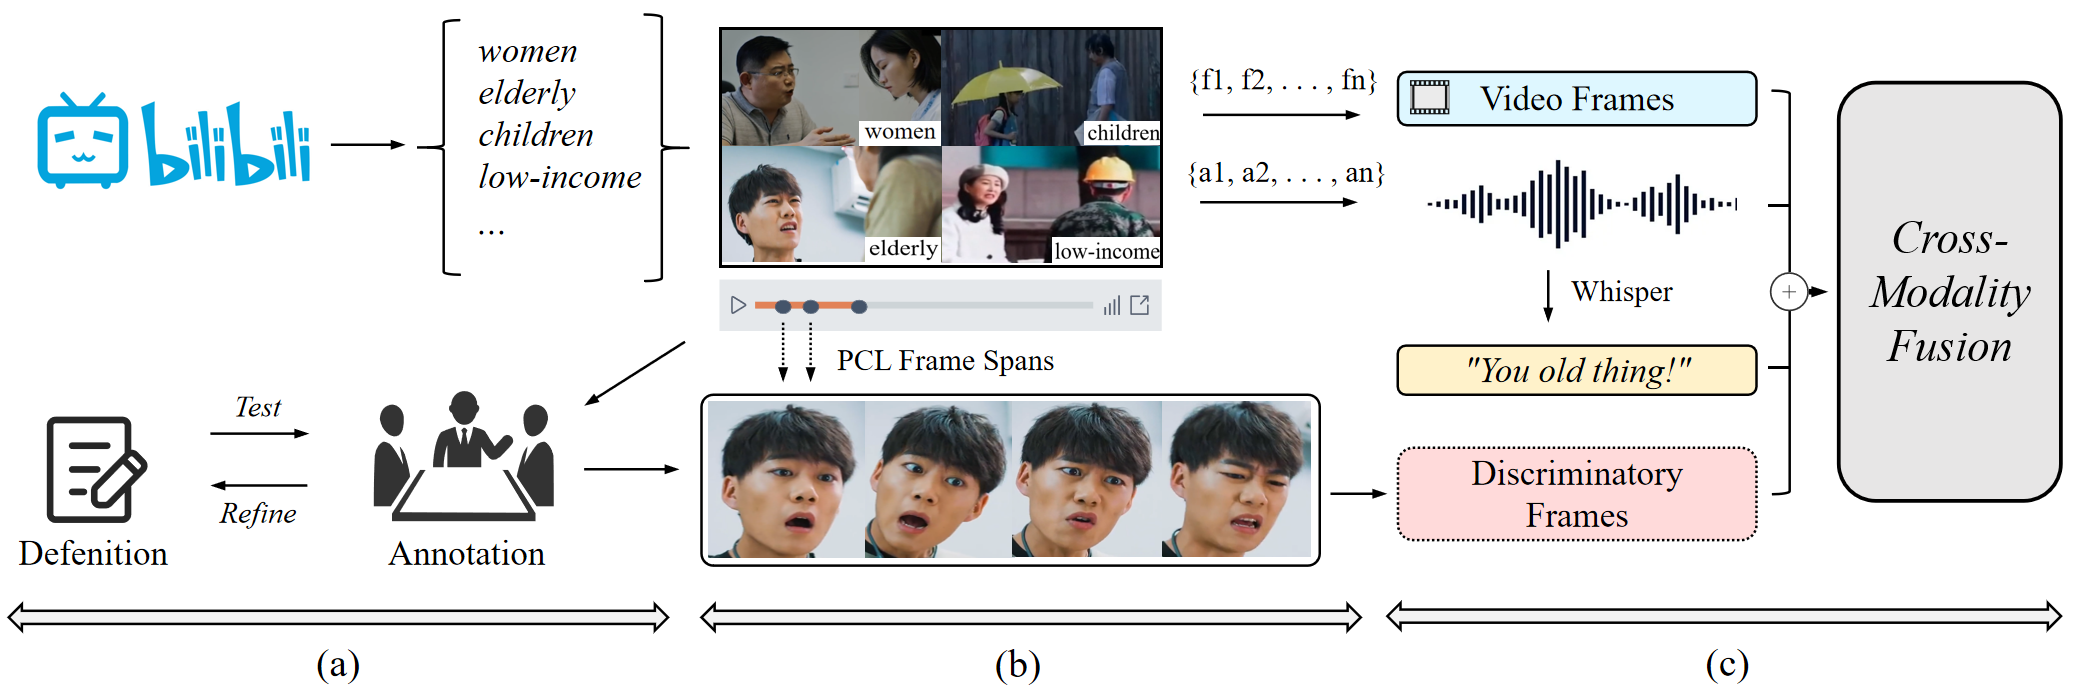 bilibili
women
elderly
children
low-income
...
women
children
elderly
low-income
PCL Frame Spans
Test
Refine
Defenition
Annotation
{f1, f2, . . . , fn}
{a1, a2, . . . , an}
Video Frames
Whisper
"You old thing!"
Discriminatory
Frames
+
Cross-
Modality
Fusion
(a)
(b)
(c)